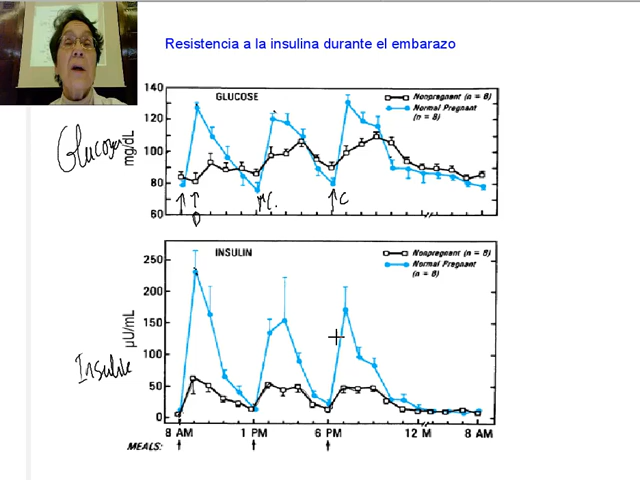 Resistencia a la insulina durante el embarazo
Glucosa
GLUCOSE
Nonpregnant (n = 8)
Normal Pregnant
(n = 8)
140
120
100
80
60
mg/dL
D
C
C
INSULIN
Nonpregnant (n = 8)
Normal Pregnant
(n = 8)
250
200
150
100
50
0
µU/mL
8 AM 1 PM 6 PM 12 M 8 AM
MEALS: